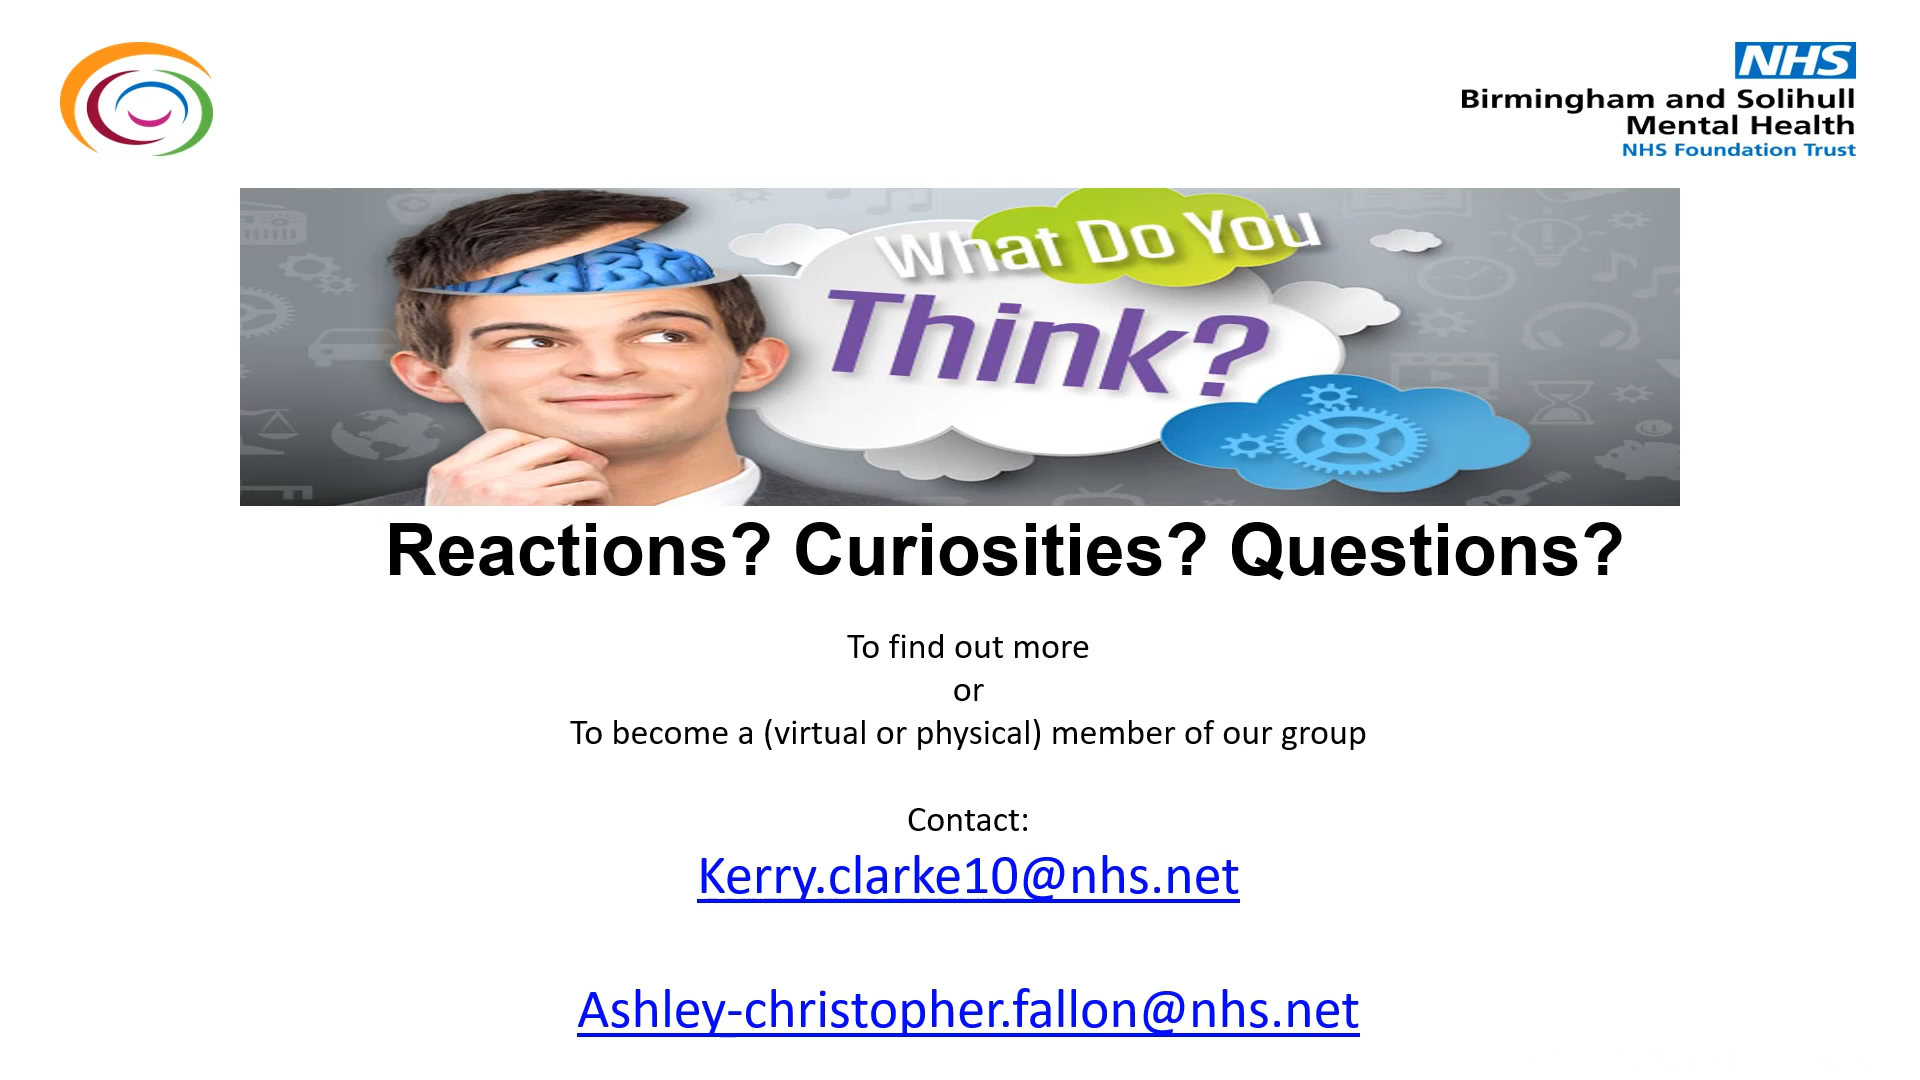 NHS
Birmingham and Solihull
Mental Health
NHS Foundation Trust
What Do You
Think?
Reactions? Curiosities? Questions?
To find out more
or
To become a (virtual or physical) member of our group
Contact:
Kerry.clarke10@nhs.net
Ashley-christopher.fallon@nhs.net